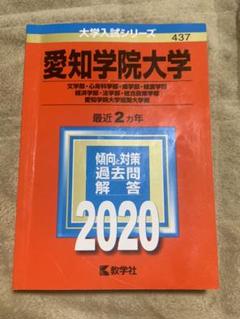 大学入試シリーズ
437
愛知学院大学
文学部・心身科学部・商学部・経営学部
経済学部・法学部・総合政策学部
愛知学院大学短期大学部
最近2カ年
傾向と対策
過去問
解答
2020
教学社